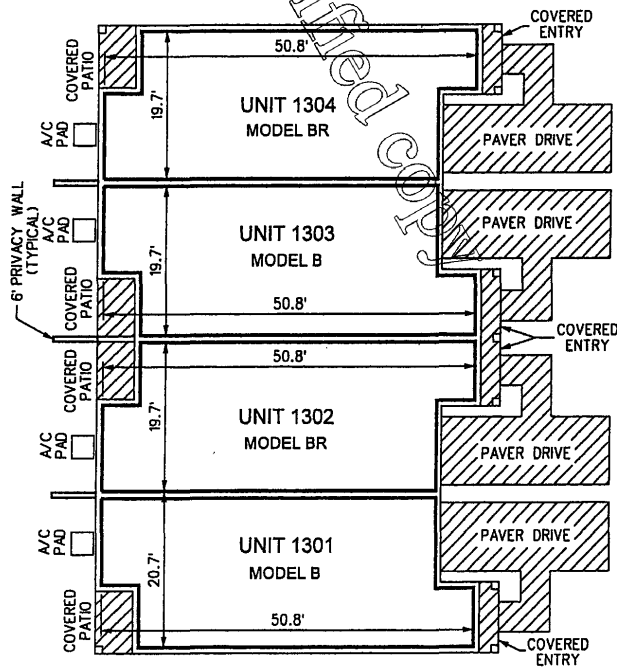 COVERED
ENTRY
COVERED
PATIO
50.8'
19.7'
UNIT 1304
MODEL BR
A/C
PAD
PAVER DRIVE
ified copy
6' PRIVACY WALL
(TYPICAL)
A/C
PAD
19.7'
UNIT 1303
MODEL B
PAVER DRIVE
COVERED
PATIO
50.8'
COVERED
ENTRY
COVERED
PATIO
50.8'
19.7'
UNIT 1302
MODEL BR
A/C
PAD
PAVER DRIVE
A/C
PAD
20.7'
UNIT 1301
MODEL B
PAVER DRIVE
COVERED
PATIO
50.8'
COVERED
ENTRY